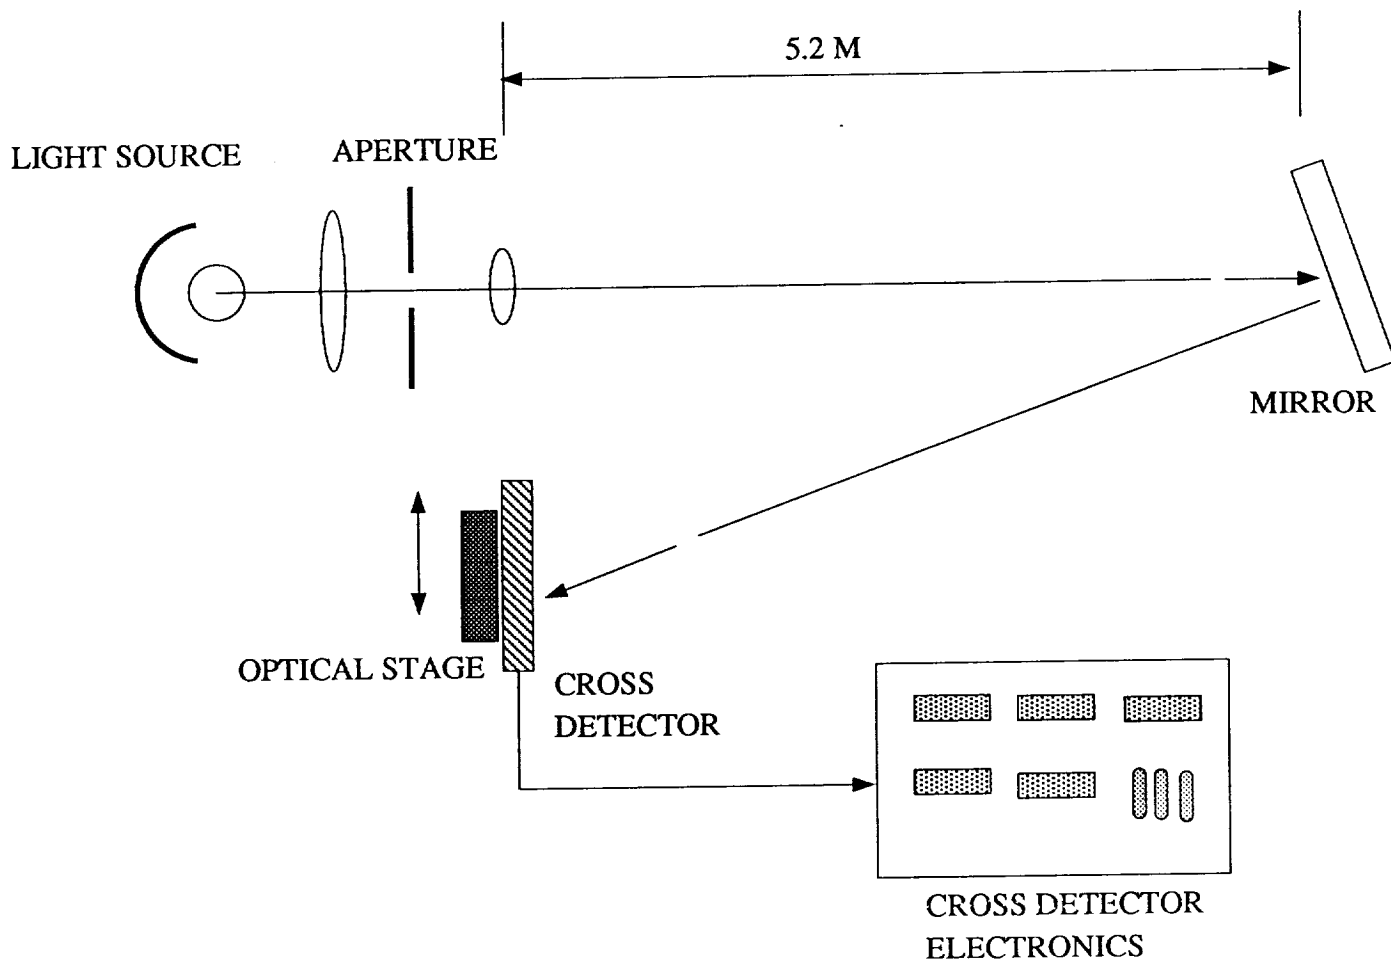 5.2 M
LIGHT SOURCE
APERTURE
MIRROR
OPTICAL STAGE
CROSS
DETECTOR
CROSS DETECTOR
ELECTRONICS